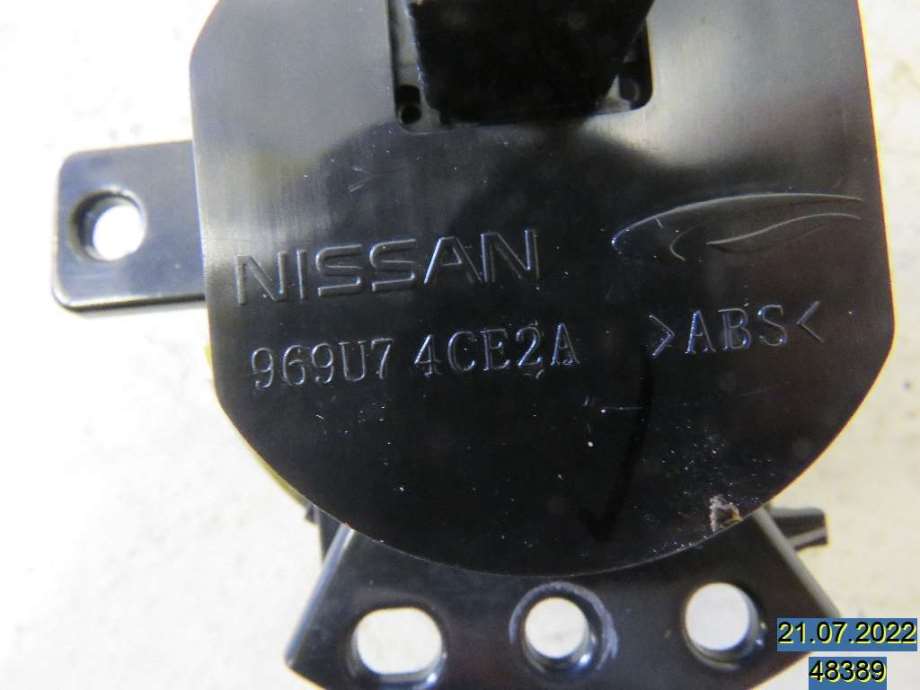 NISSAN
969U7 4CE2A >ABS<
21.07.2022
48389